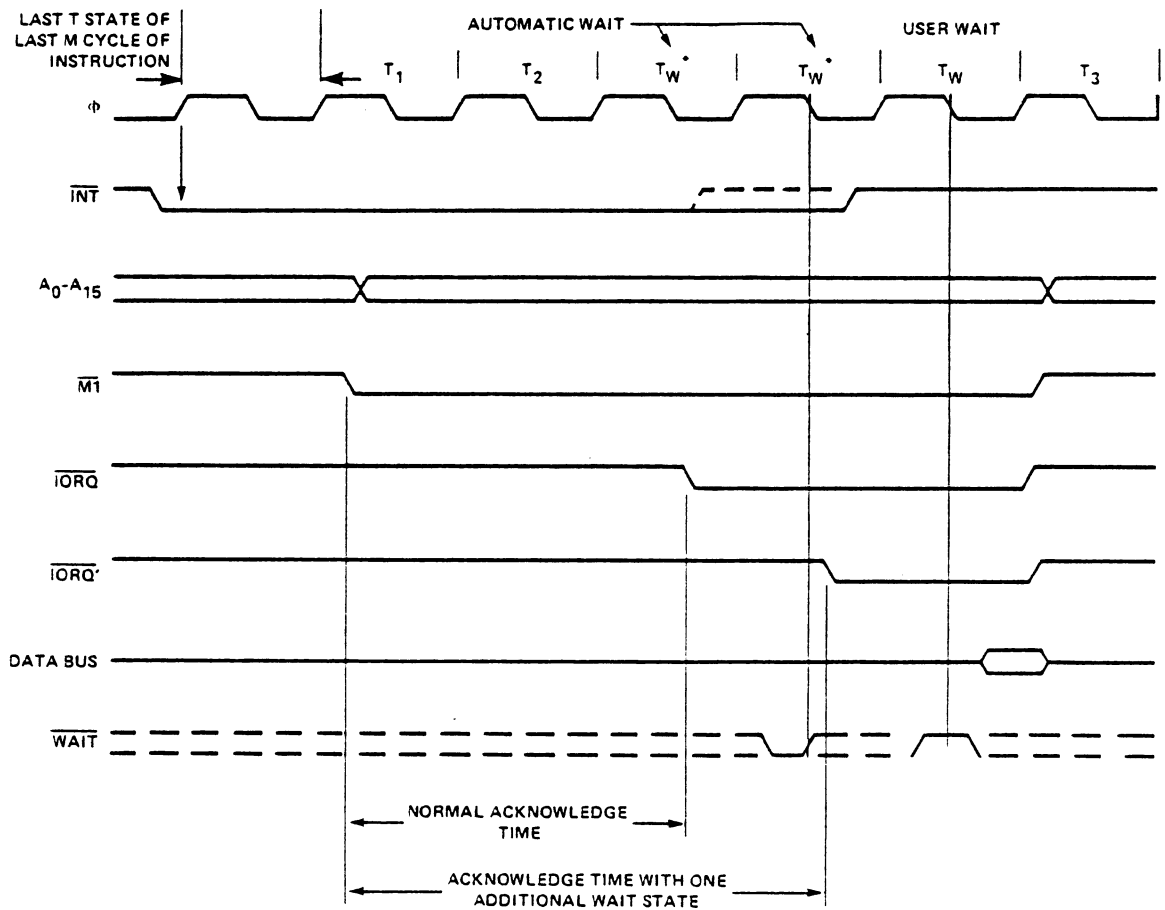 LAST T STATE OF
LAST M CYCLE OF
INSTRUCTION
AUTOMATIC WAIT
USER WAIT
T1
T2
TW*
TW*
TW
T3
Φ
INT
A0-A15
M1
IORQ
IORQ'
DATA BUS
WAIT
NORMAL ACKNOWLEDGE
TIME
ACKNOWLEDGE TIME WITH ONE
ADDITIONAL WAIT STATE